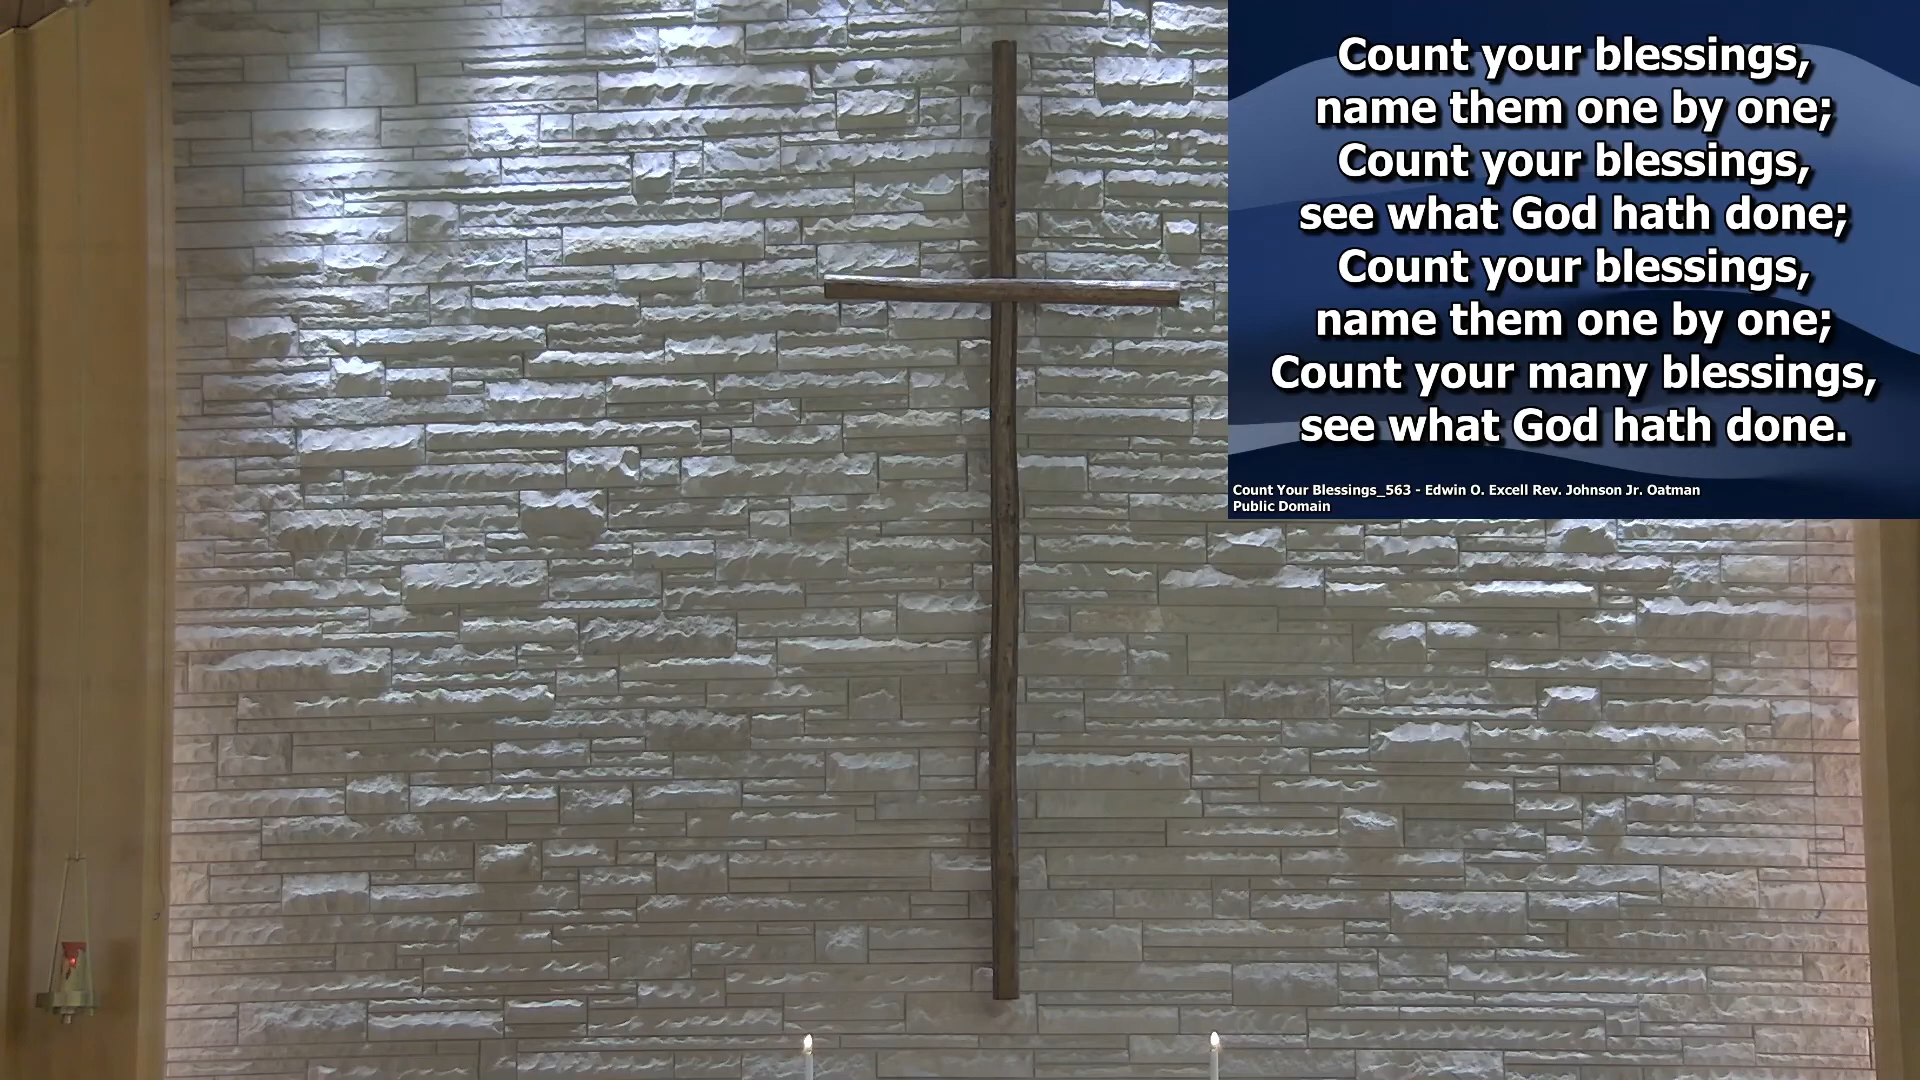 Count your blessings,
name them one by one;
Count your blessings,
see what God hath done;
Count your blessings,
name them one by one;
Count your many blessings,
see what God hath done.
Count Your Blessings_563 - Edwin O. Excell Rev. Johnson Jr. Oatman
Public Domain